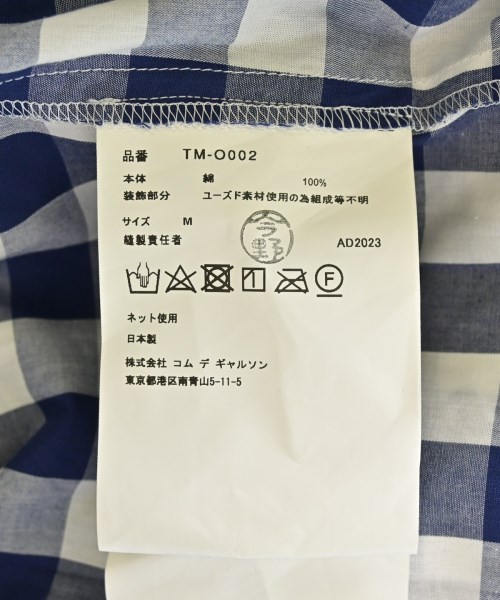 品番 TM-O002
本体 綿 100%
装飾部分 ユーズド素材使用の為組成等不明
サイズ M
縫製責任者 今野 AD2023
1 F
ネット使用
日本製
株式会社 コム デ ギャルソン
東京都港区南青山5-11-5